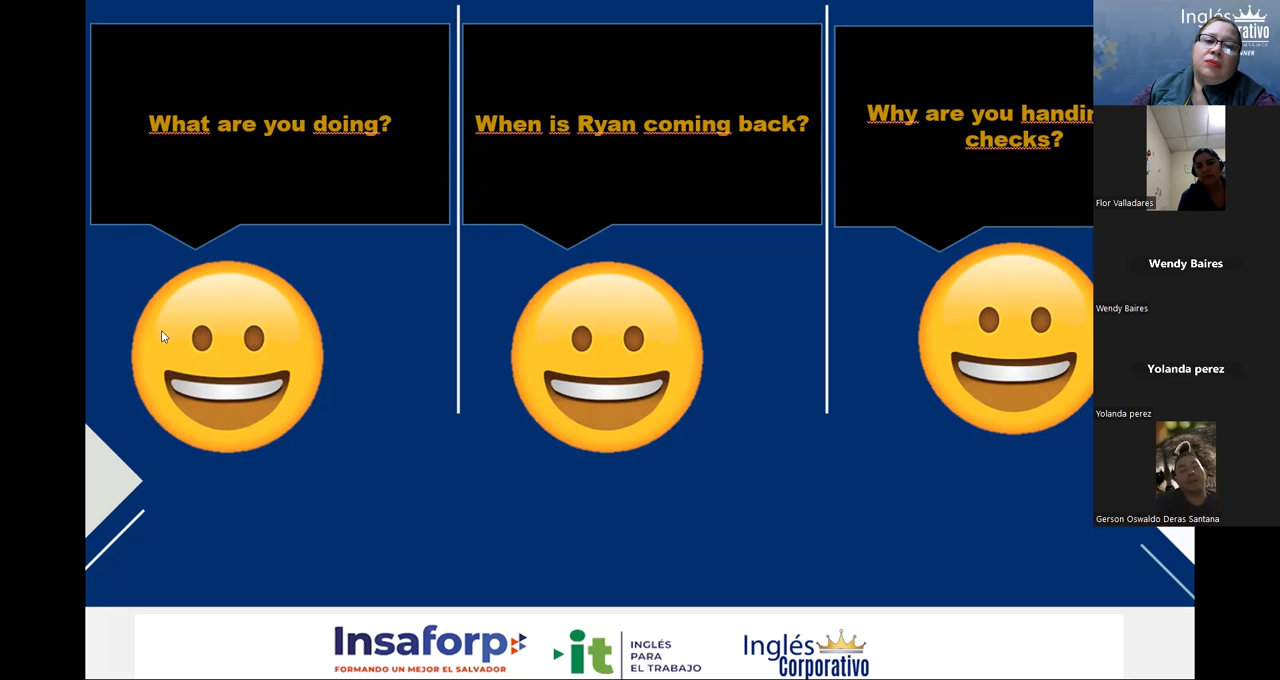 What are you doing?
When is Ryan coming back?
Why are you
checks?
Inglés
NNER
Flor Valladares
Wendy Baires
Wendy Baires
Yolanda perez
Yolanda perez
Gerson Oswaldo Deras Santana
Insaforp
FORMANDO UN MEJOR EL SALVADOR
it
INGLÉS
PARA
EL TRABAJO
Inglés
Corporativo